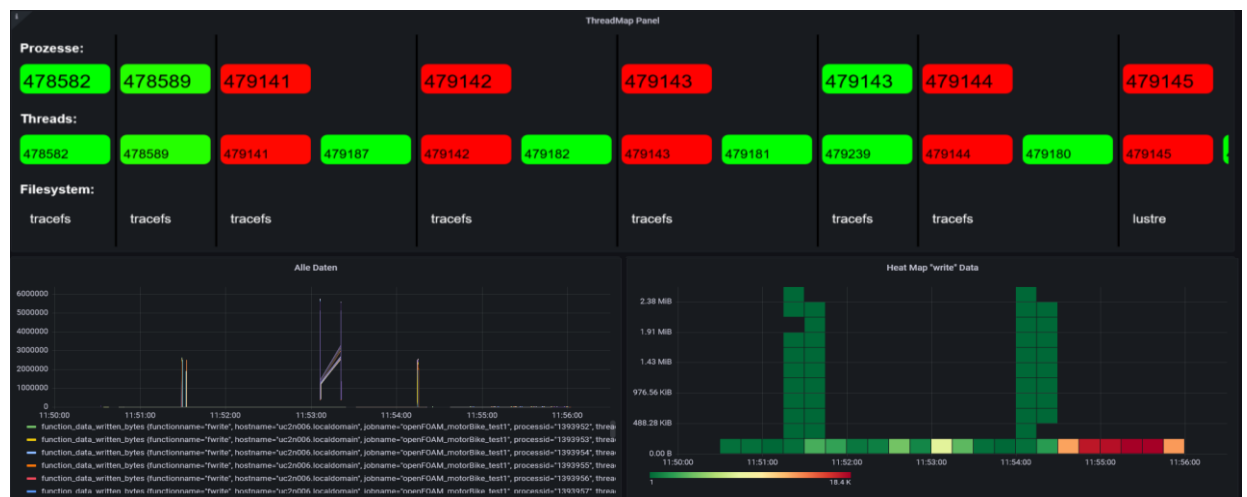 ThreadMap Panel
Prozesse:
478582 478589 479141 479142 479143 479143 479144 479145
Threads:
478582 478589 479141 479187 479142 479182 479143 479181 479239 479144 479180 479145
Filesystem:
tracefs tracefs tracefs tracefs tracefs tracefs tracefs lustre
Alle Daten
6000000
5000000
4000000
3000000
2000000
1000000
0
11:50:00 11:51:00 11:52:00 11:53:00 11:54:00 11:55:00 11:56:00
function_data_written_bytes {functionname="fwrite", hostname="uc2n006.localdomain", jobname="openFOAM_motorBike_test1", processid="1393952", threa
function_data_written_bytes {functionname="fwrite", hostname="uc2n006.localdomain", jobname="openFOAM_motorBike_test1", processid="1393953", threa
function_data_written_bytes {functionname="fwrite", hostname="uc2n006.localdomain", jobname="openFOAM_motorBike_test1", processid="1393954", threa
function_data_written_bytes {functionname="fwrite", hostname="uc2n006.localdomain", jobname="openFOAM_motorBike_test1", processid="1393955", threa
function_data_written_bytes {functionname="fwrite", hostname="uc2n006.localdomain", jobname="openFOAM_motorBike_test1", processid="1393956", threa
function_data_written_bytes {functionname="fwrite", hostname="uc2n006.localdomain", jobname="openFOAM_motorBike_test1", processid="1393957", threa
Heat Map "write" Data
2.38 MiB
1.91 MiB
1.43 MiB
976.56 KiB
488.28 KiB
0.00 B
11:50:00 11:51:00 11:52:00 11:53:00 11:54:00 11:55:00 11:56:00
1 18.4 K